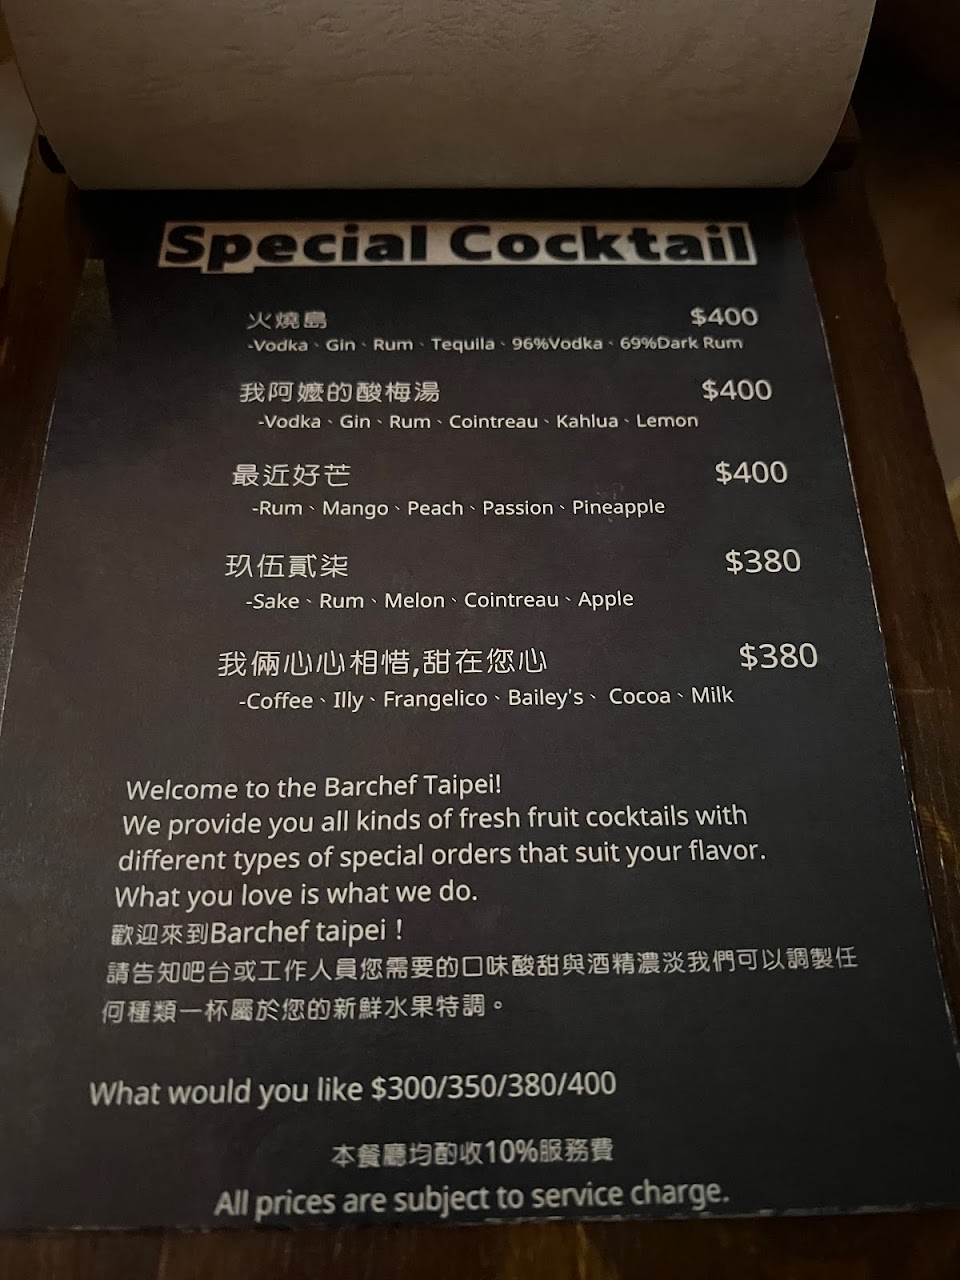 Special Cocktail
火燒島 $400
-Vodka、Gin、Rum、Tequila、96%Vodka、69%Dark Rum
我阿嬤的酸梅湯 $400
-Vodka、Gin、Rum、Cointreau、Kahlua、Lemon
最近好芒 $400
-Rum、Mango、Peach、Passion、Pineapple
玖伍貳柒 $380
-Sake、Rum、Melon、Cointreau、Apple
我倆心心相惜,甜在您心 $380
-Coffee、Illy、Frangelico、Bailey's、 Cocoa、Milk
Welcome to the Barchef Taipei!
We provide you all kinds of fresh fruit cocktails with
different types of special orders that suit your flavor.
What you love is what we do.
歡迎來到Barchef taipei！
請告知吧台或工作人員您需要的口味酸甜與酒精濃淡我們可以調製任
何種類一杯屬於您的新鮮水果特調。
What would you like $300/350/380/400
本餐廳均酌收10%服務費
All prices are subject to service charge.